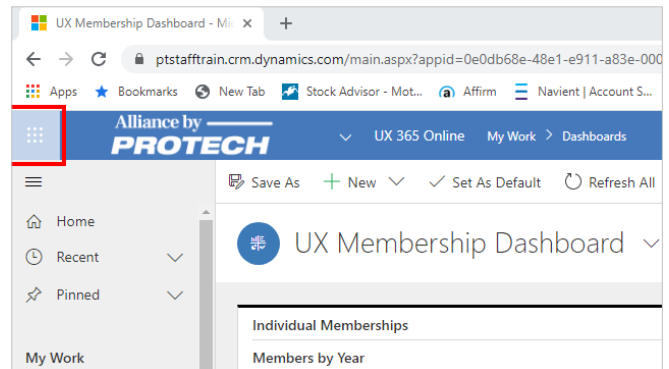 UX Membership Dashboard - Mic
ptstafftrain.crm.dynamics.com/main.aspx?appid=0e0db68e-48e1-e911-a83e-000
Apps Bookmarks New Tab Stock Advisor - Mot... Affirm Navient | Account S...
Alliance by
PROTECH
UX 365 Online My Work > Dashboards
Save As New Set As Default Refresh All
Home
UX Membership Dashboard
Recent
Pinned
Individual Memberships
Members by Year
My Work